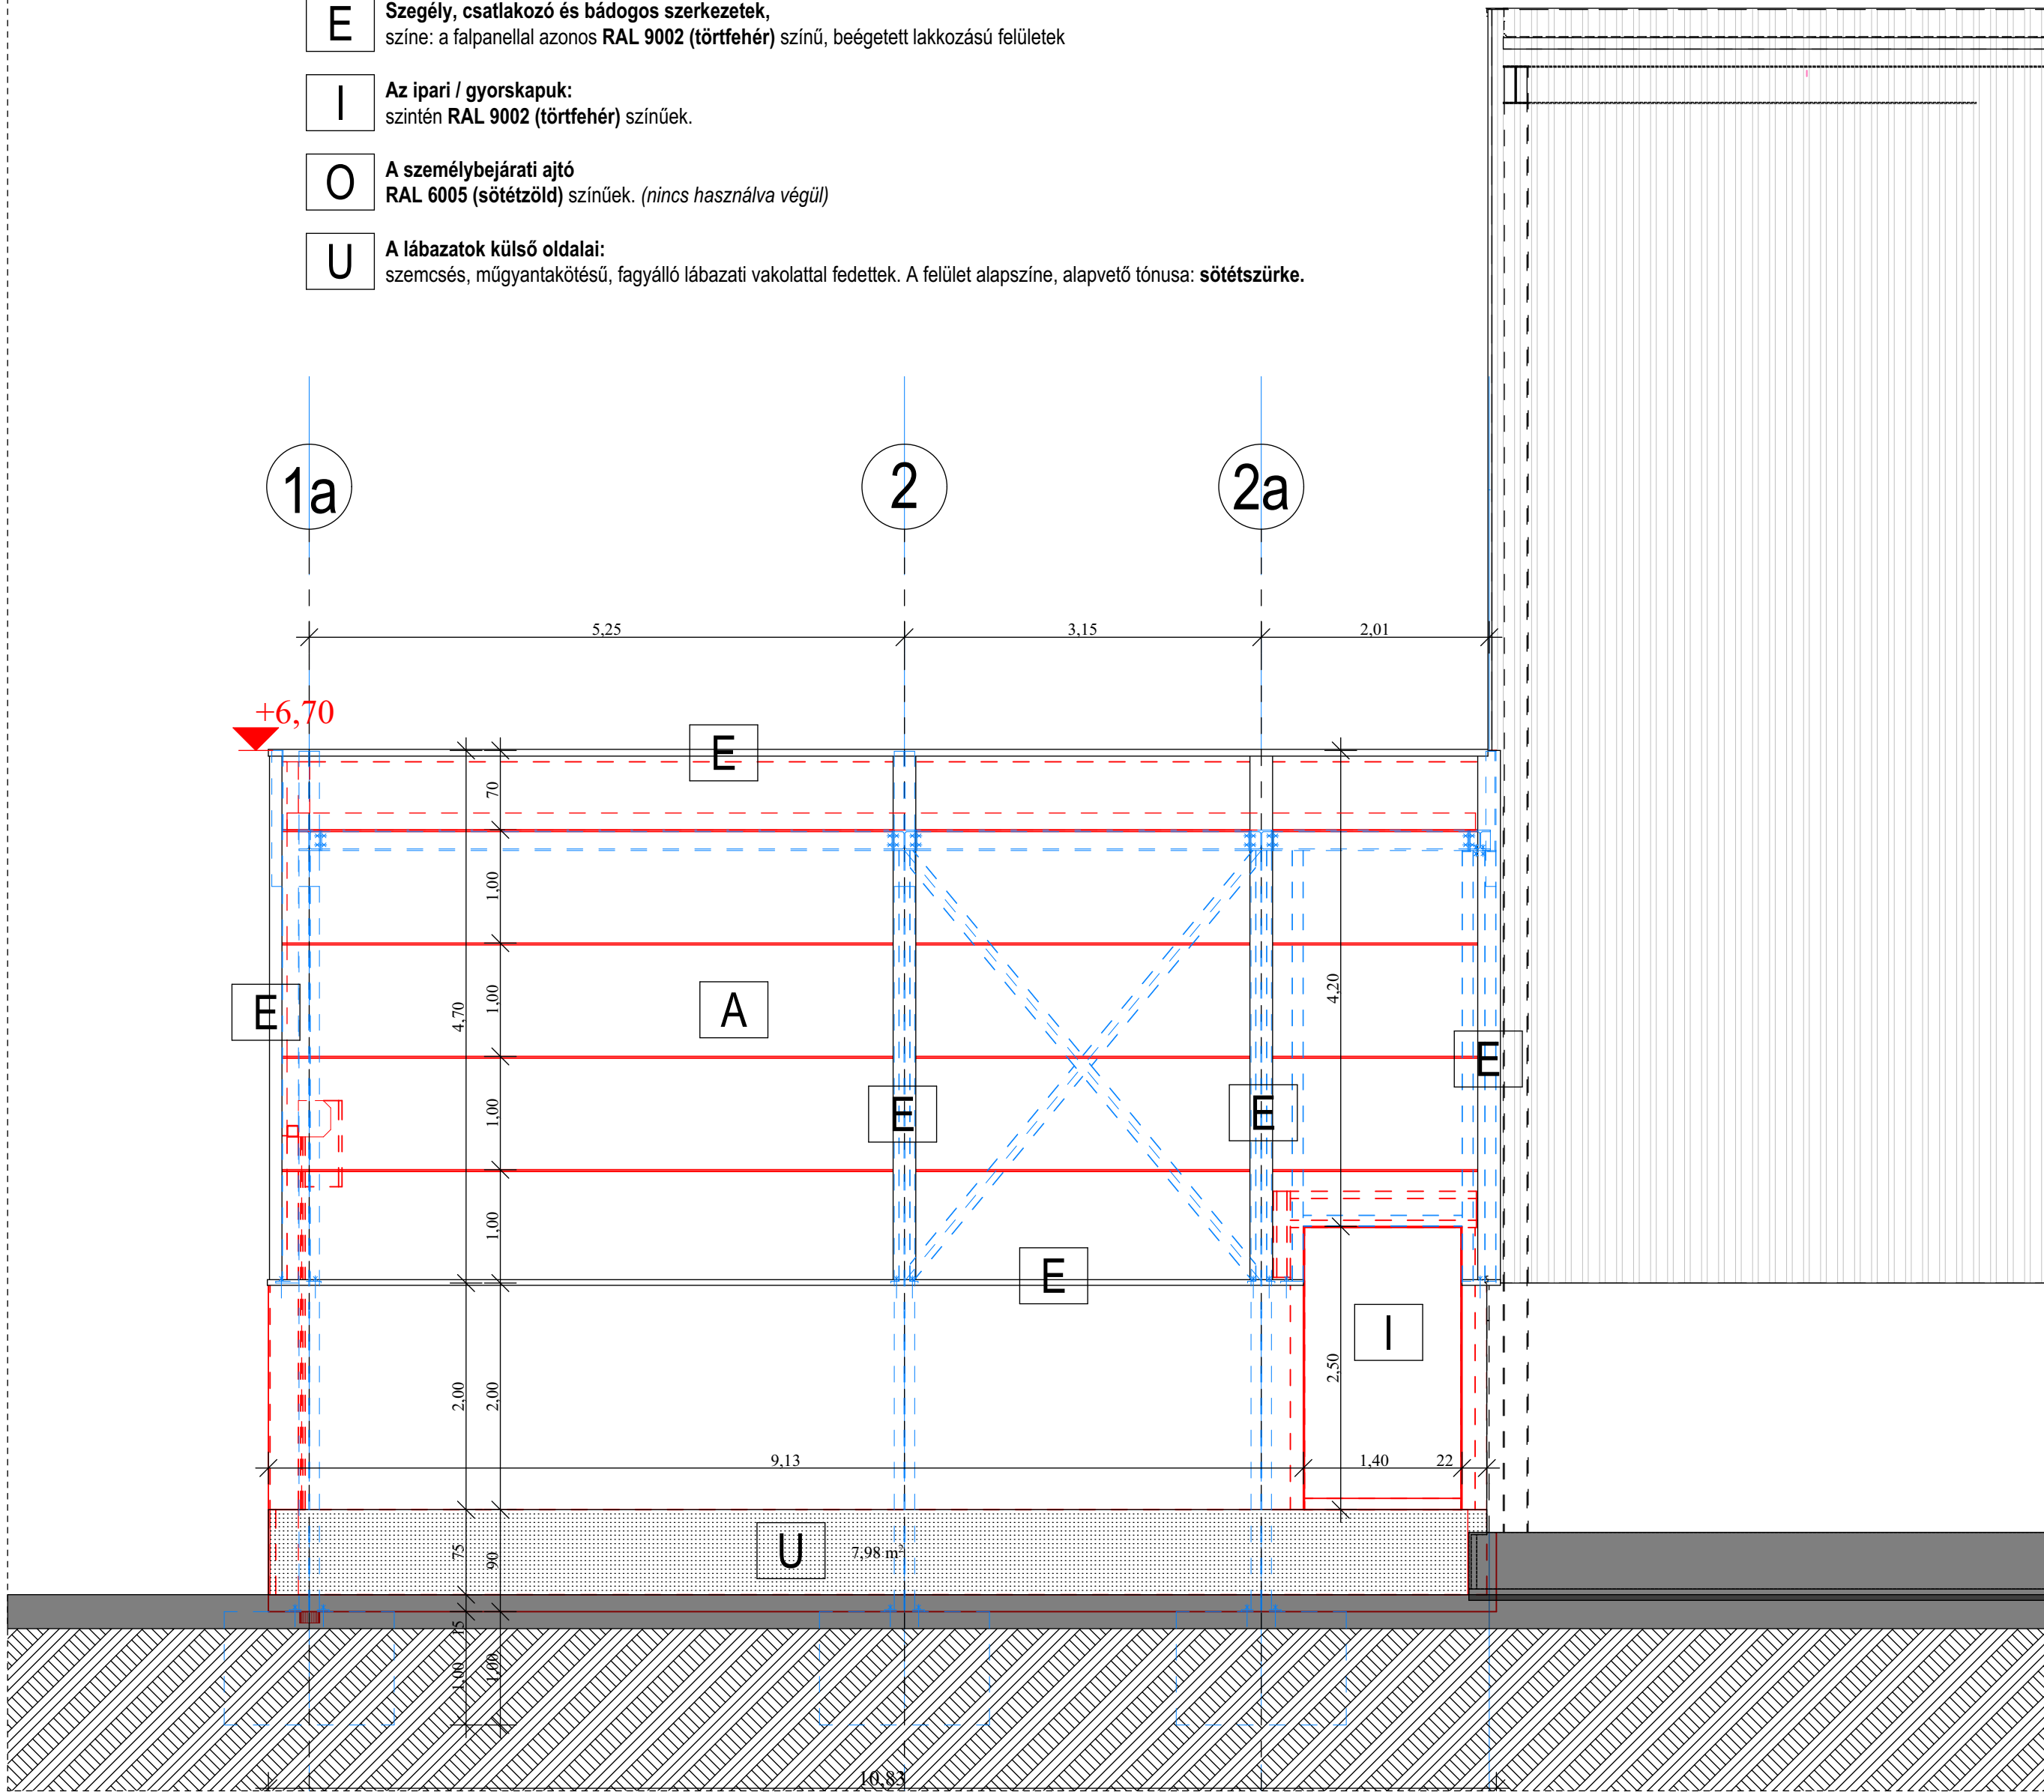 E
Szegély, csatlakozó és bádogos szerkezetek,
színe: a falpanellal azonos RAL 9002 (törtfehér) színű, beégetett lakkozású felületek
I
Az ipari / gyorskapuk:
szintén RAL 9002 (törtfehér) színűek.
O
A személybejárati ajtó
RAL 6005 (sötétzöld) színűek. (nincs használva végül)
U
A lábazatok külső oldalai:
szemcsés, műgyantakötésű, fagyálló lábazati vakolattal fedettek. A felület alapszíne, alapvető tónusa: sötétszürke.
1a
2
2a
5,25
3,15
2,01
+6,70
E
70
1,00
E
A
4,70
1,00
4,20
E
E
1,00
E
1,00
E
I
2,00
2,00
2,50
9,13
1,40
22
75
90
U
7,98 m²
15
1,00
1,00
10,83